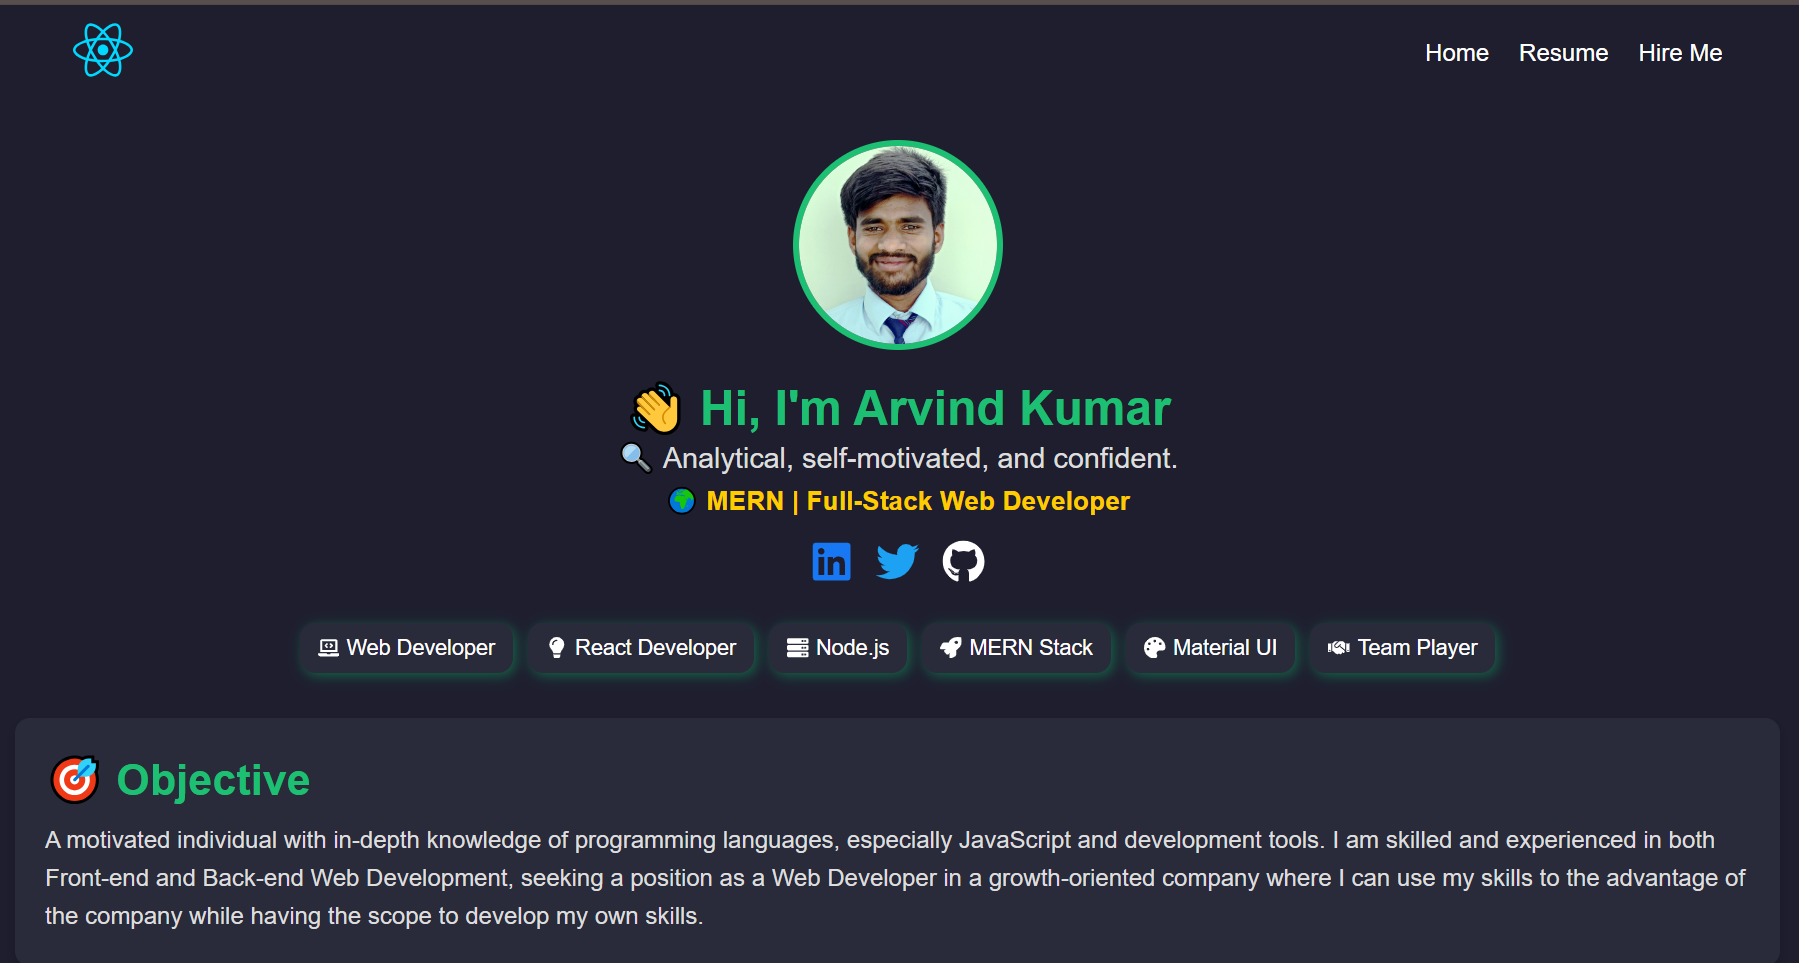 Home Resume Hire Me
👋 Hi, I'm Arvind Kumar
🔍 Analytical, self-motivated, and confident.
🌍 MERN | Full-Stack Web Developer
in
Web Developer React Developer Node.js MERN Stack Material UI Team Player
🎯 Objective
A motivated individual with in-depth knowledge of programming languages, especially JavaScript and development tools. I am skilled and experienced in both
Front-end and Back-end Web Development, seeking a position as a Web Developer in a growth-oriented company where I can use my skills to the advantage of
the company while having the scope to develop my own skills.